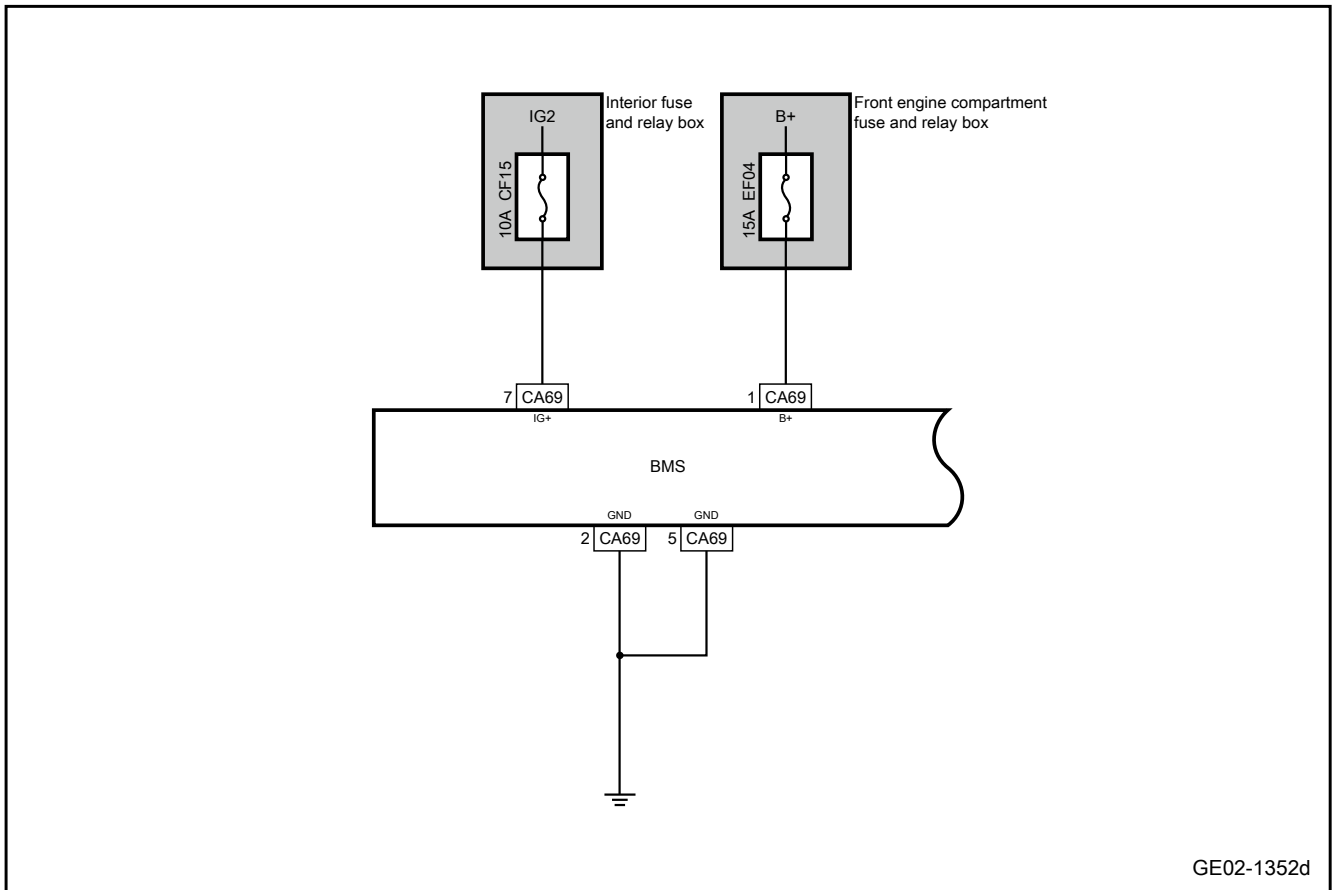 Interior fuse
and relay box
IG2
10A CF15
Front engine compartment
fuse and relay box
B+
15A EF04
7 CA69
IG+
1 CA69
B+
BMS
GND
2 CA69
GND
5 CA69
GE02-1352d